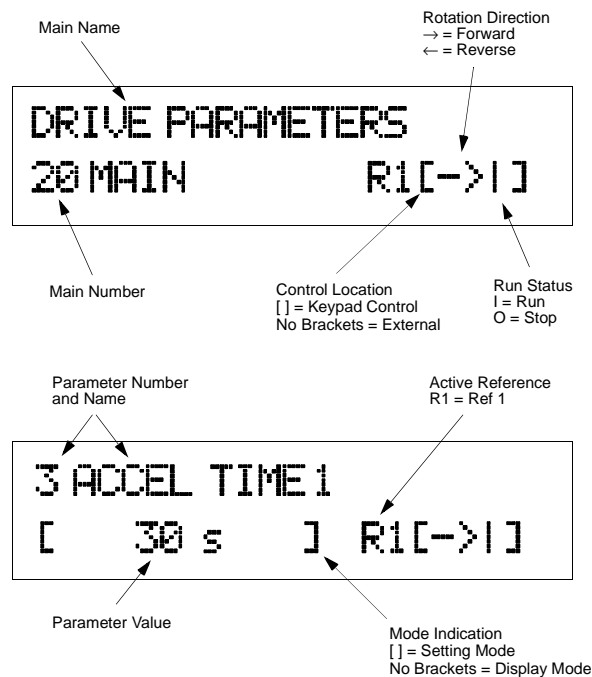 Main Name
Rotation Direction
→ = Forward
← = Reverse
DRIVE PARAMETERS
20 MAIN R1[->| ]
Main Number
Control Location
[ ] = Keypad Control
No Brackets = External
Run Status
I = Run
O = Stop
Parameter Number
and Name
Active Reference
R1 = Ref 1
3 ACCEL TIME 1
[ 30 s ] R1[->| ]
Parameter Value
Mode Indication
[ ] = Setting Mode
No Brackets = Display Mode